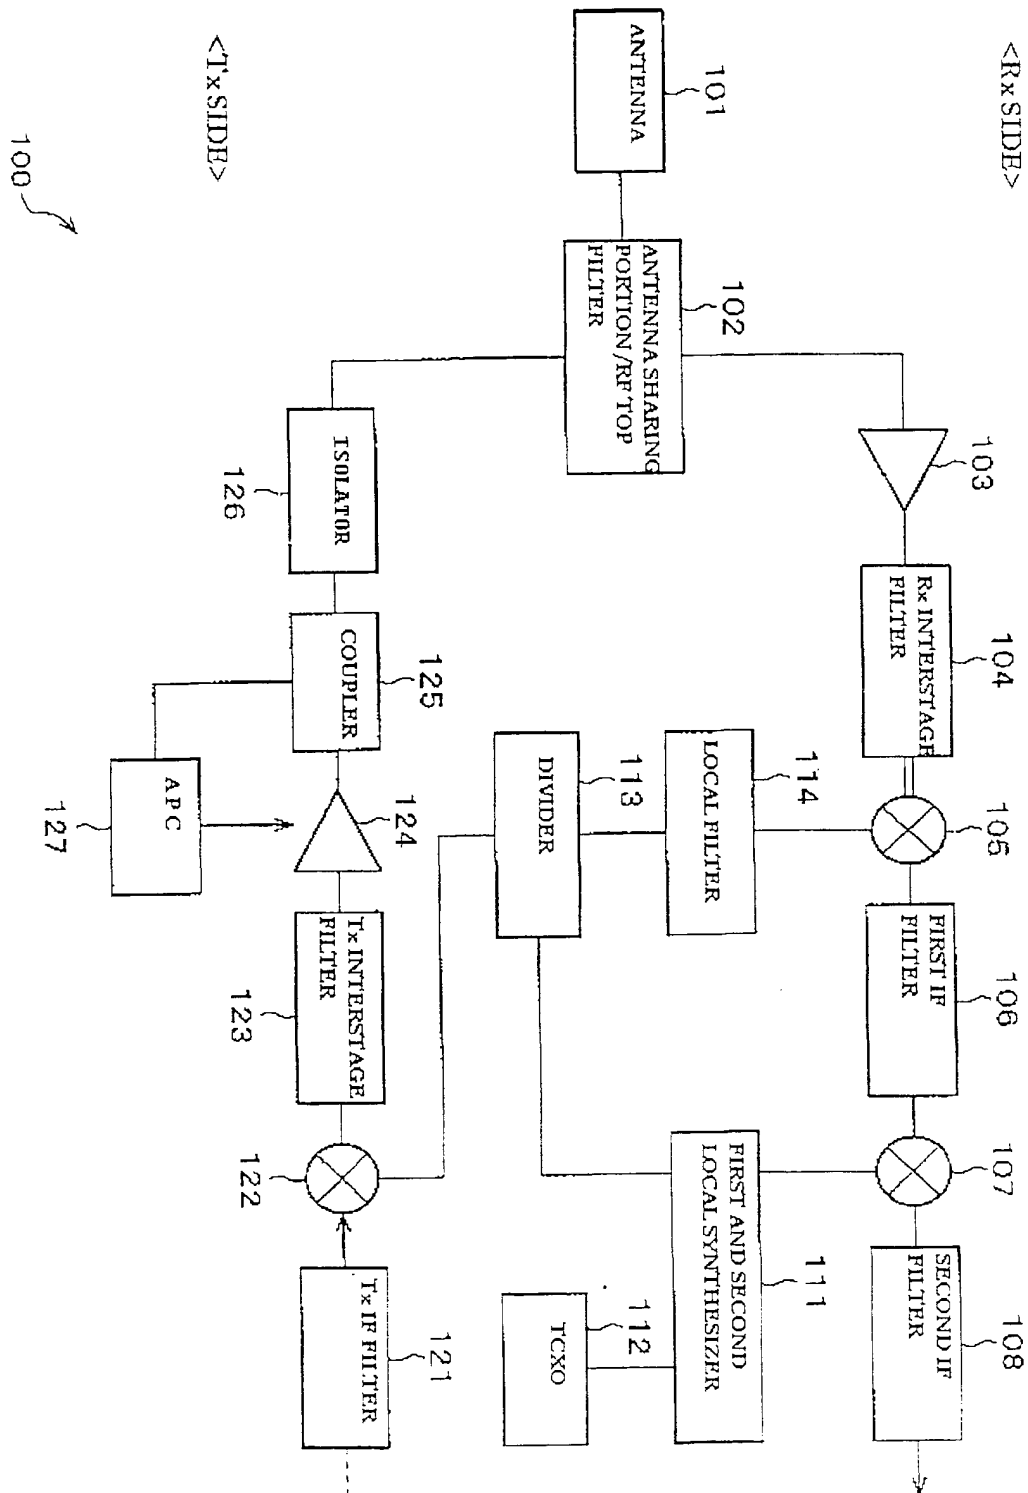 <Rx SIDE>
101
ANTENNA
102
ANTENNA SHARING
PORTION/RF TOP
FILTER
103
104
Rx INTERSTAGE
FILTER
105
106
FIRST IF
FILTER
107
108
SECOND IF
FILTER
114
LOCAL FILTER
113
DIVIDER
111
FIRST AND SECOND
LOCAL SYNTHESIZER
112
TCXO
ISOLATOR
126
COUPLER
125
124
APC
127
Tx INTERSTAGE
FILTER
123
122
Tx IF FILTER
121
<Tx SIDE>
100